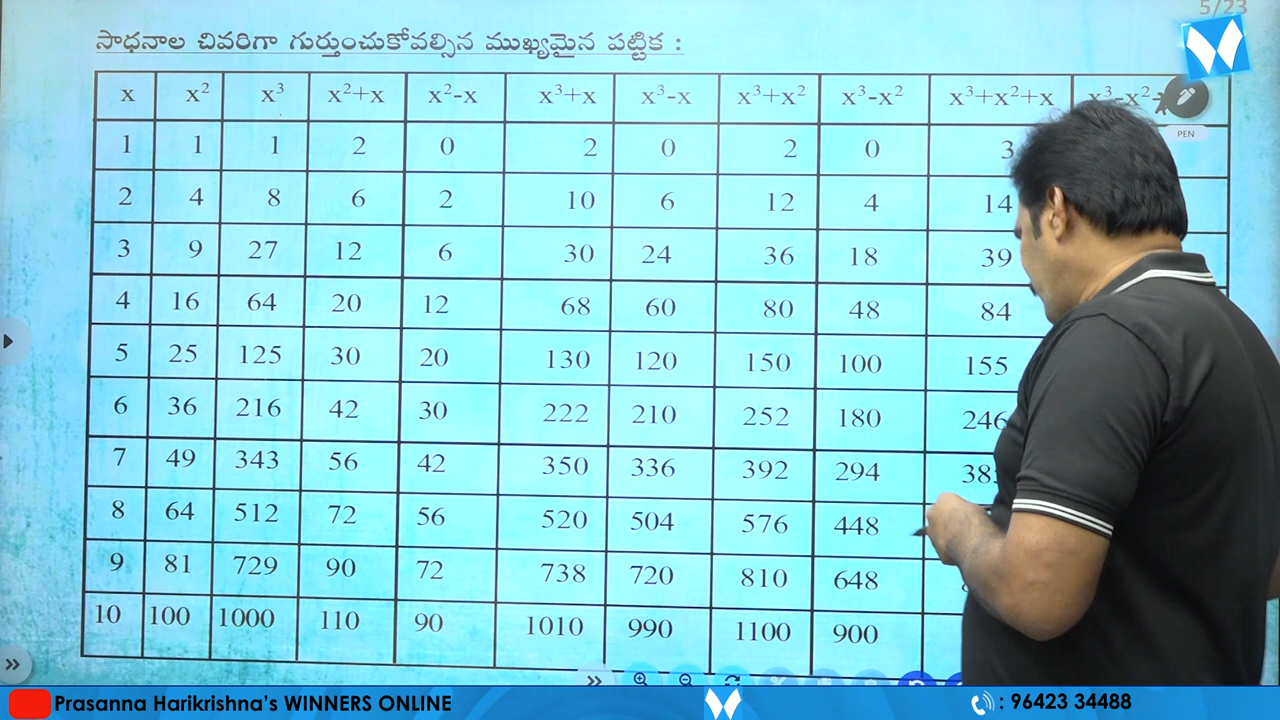 5/23
సాధనాల చివరిగా గుర్తుంచుకోవల్సిన ముఖ్యమైన పట్టిక :
x x² x³ x²+x x²-x x³+x x³-x x³+x² x³-x² x³+x²+x x³-x²
PEN
1 1 1 2 0 2 0 2 0 3
2 4 8 6 2 10 6 12 4 14
3 9 27 12 6 30 24 36 18 39
4 16 64 20 12 68 60 80 48 84
5 25 125 30 20 130 120 150 100 155
6 36 216 42 30 222 210 252 180 246
7 49 343 56 42 350 336 392 294
8 64 512 72 56 520 504 576 448
9 81 729 90 72 738 720 810 648
10 100 1000 110 90 1010 990 1100 900
Prasanna Harikrishna's WINNERS ONLINE : 96423 34488